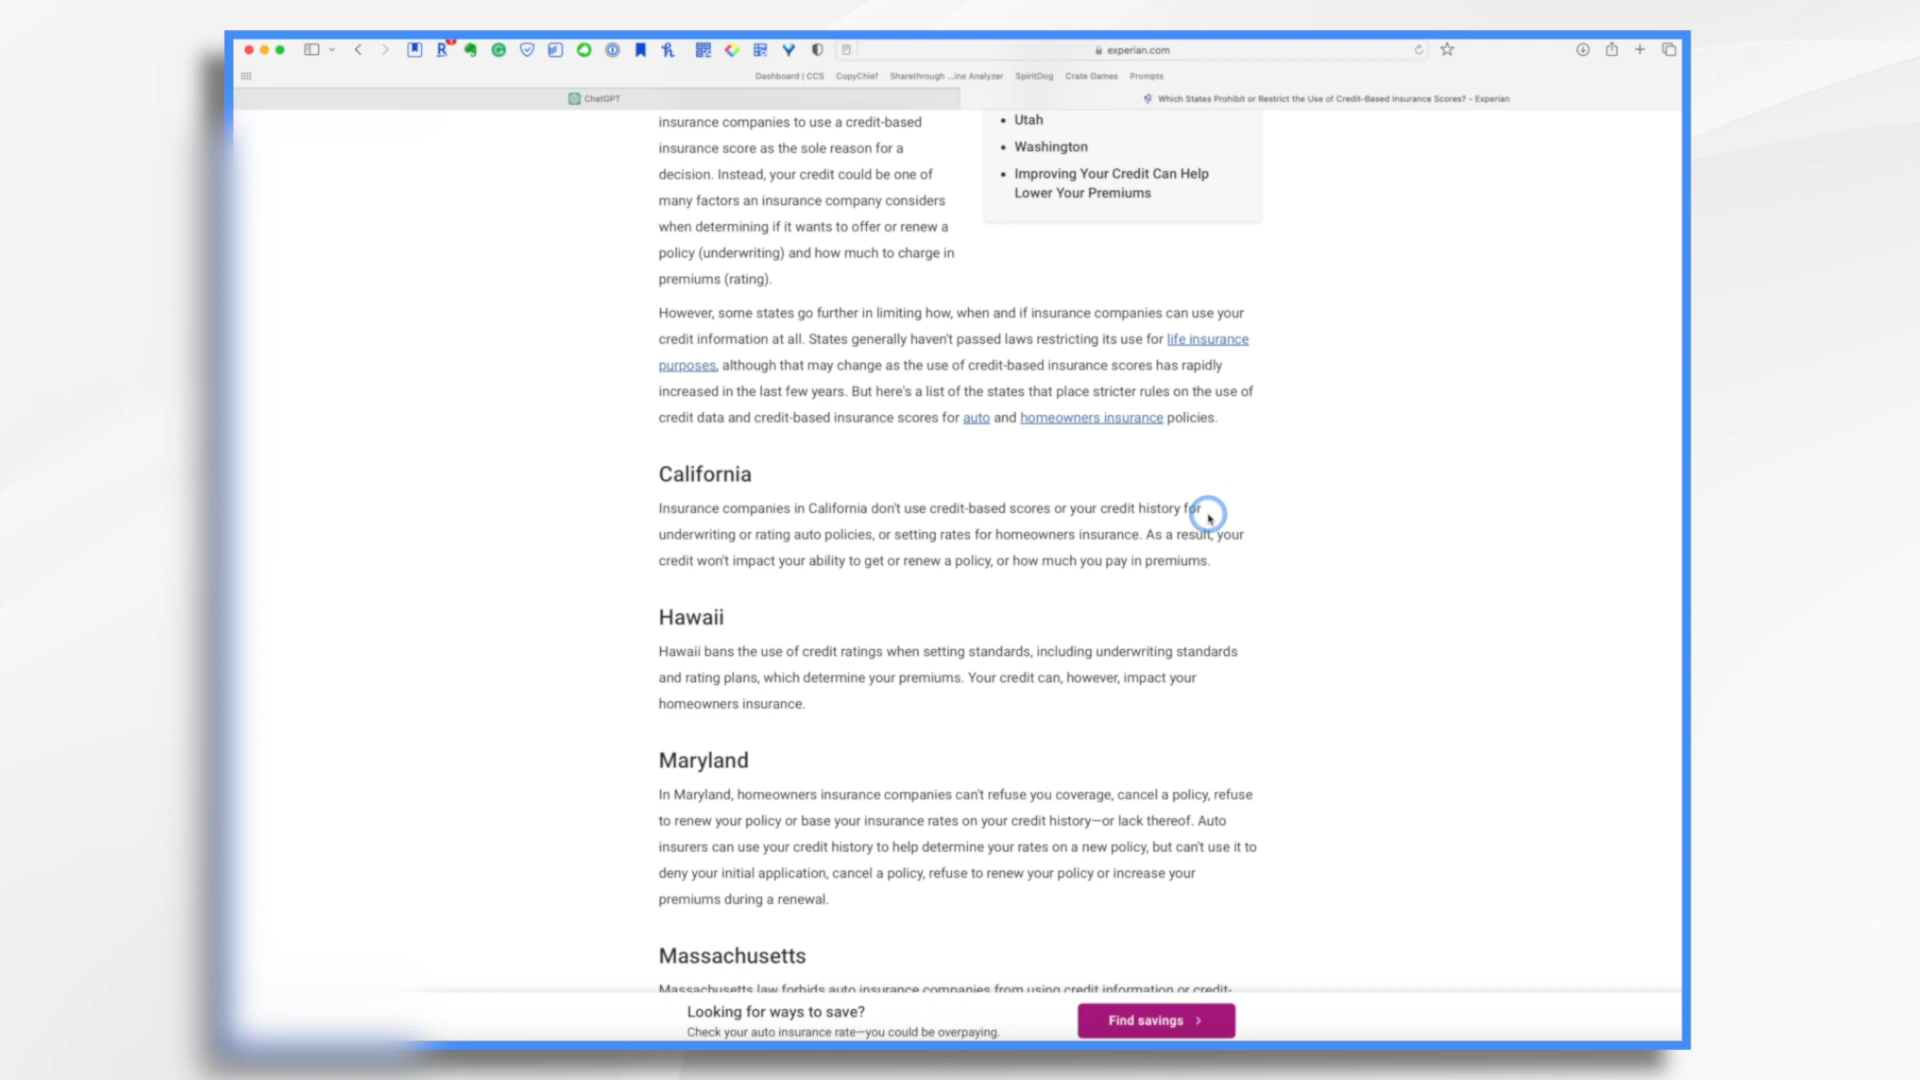 experian.com
Dashboard | CCS CopyChief Sharethrough ...ine Analyzer SpiritDog Crate Games Prompts
ChatGPT
Which States Prohibit or Restrict the Use of Credit-Based Insurance Scores? - Experian
insurance companies to use a credit-based
insurance score as the sole reason for a
decision. Instead, your credit could be one of
many factors an insurance company considers
when determining if it wants to offer or renew a
policy (underwriting) and how much to charge in
premiums (rating).
• Utah
• Washington
• Improving Your Credit Can Help
Lower Your Premiums
However, some states go further in limiting how, when and if insurance companies can use your
credit information at all. States generally haven't passed laws restricting its use for life insurance
purposes, although that may change as the use of credit-based insurance scores has rapidly
increased in the last few years. But here's a list of the states that place stricter rules on the use of
credit data and credit-based insurance scores for auto and homeowners insurance policies.
California
Insurance companies in California don't use credit-based scores or your credit history for
underwriting or rating auto policies, or setting rates for homeowners insurance. As a result, your
credit won't impact your ability to get or renew a policy, or how much you pay in premiums.
Hawaii
Hawaii bans the use of credit ratings when setting standards, including underwriting standards
and rating plans, which determine your premiums. Your credit can, however, impact your
homeowners insurance.
Maryland
In Maryland, homeowners insurance companies can't refuse you coverage, cancel a policy, refuse
to renew your policy or base your insurance rates on your credit history—or lack thereof. Auto
insurers can use your credit history to help determine your rates on a new policy, but can't use it to
deny your initial application, cancel a policy, refuse to renew your policy or increase your
premiums during a renewal.
Massachusetts
Massachusetts law forbids auto insurance companies from using credit information or credit-
Looking for ways to save?
Check your auto insurance rate—you could be overpaying.
Find savings >